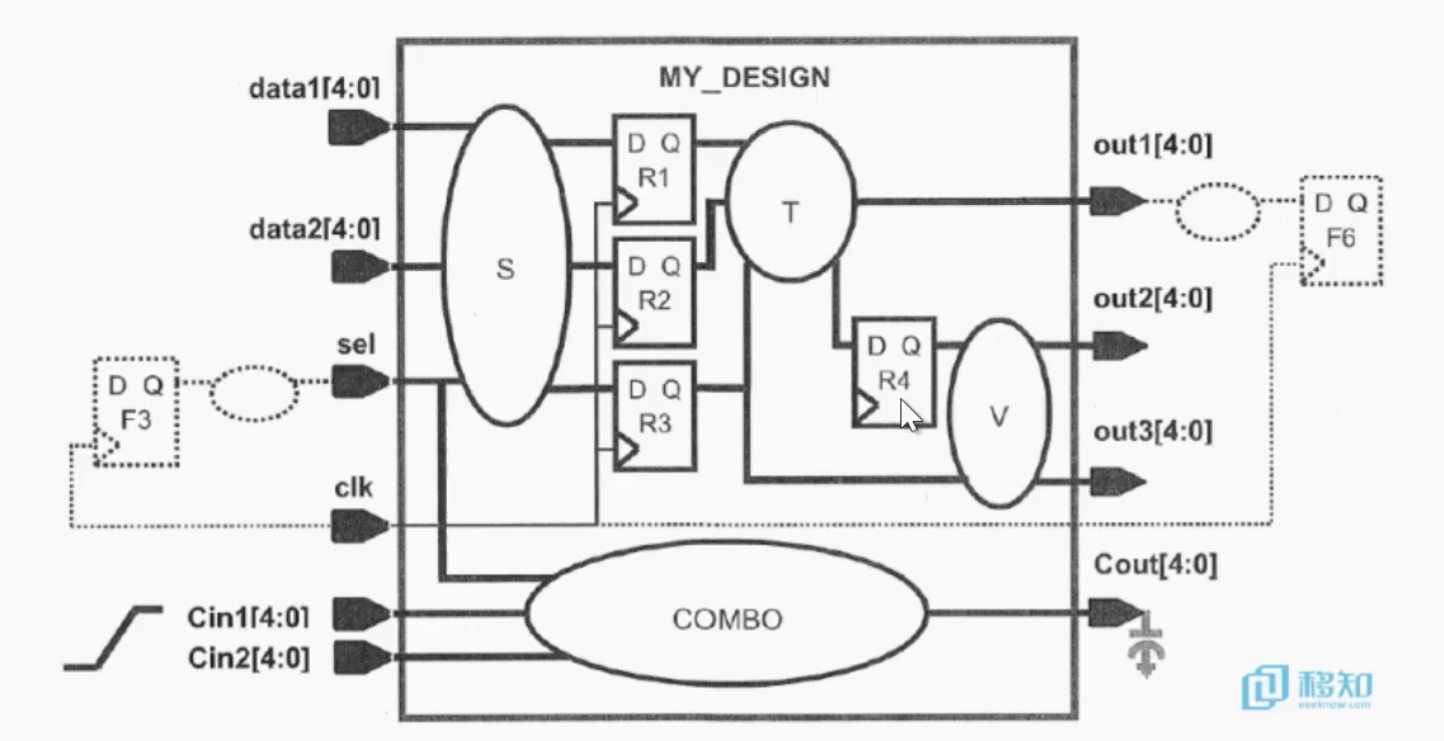 MY_DESIGN
data1[4:0]
data2[4:0]
sel
clk
Cin1[4:0]
Cin2[4:0]
D Q
F3
S
D Q
R1
D Q
R2
D Q
R3
T
D Q
R4
V
COMBO
out1[4:0]
out2[4:0]
out3[4:0]
Cout[4:0]
D Q
F6
移知
eeeknow.com